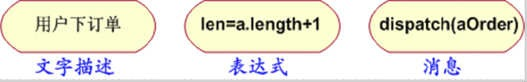 用户下订单 len=a.length+1 dispatch(aOrder)
文字描述 表达式 消息